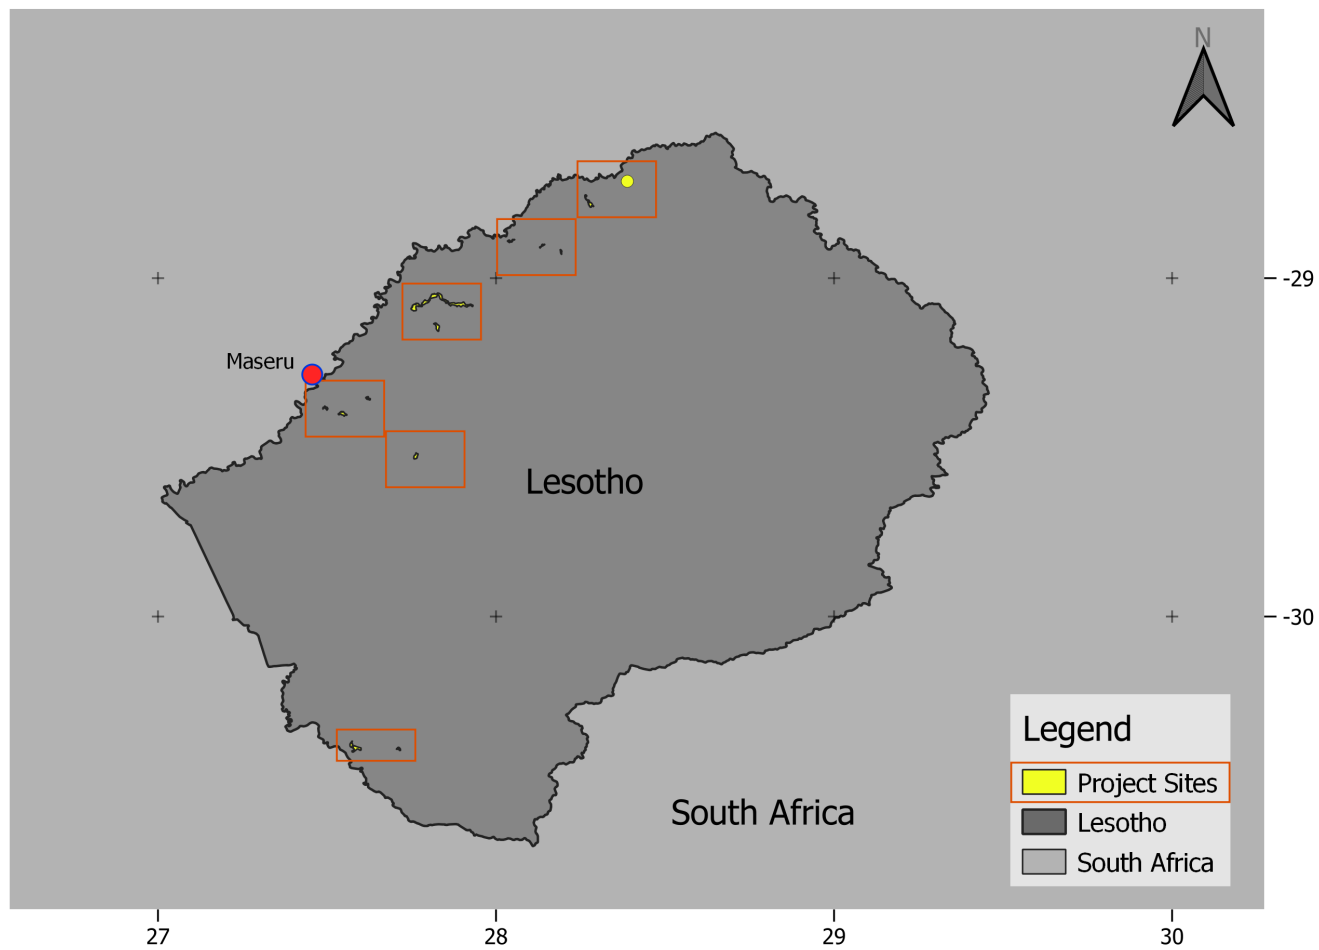 N
-29
Maseru
Lesotho
-30
Legend
Project Sites
Lesotho
South Africa
South Africa
27
28
29
30